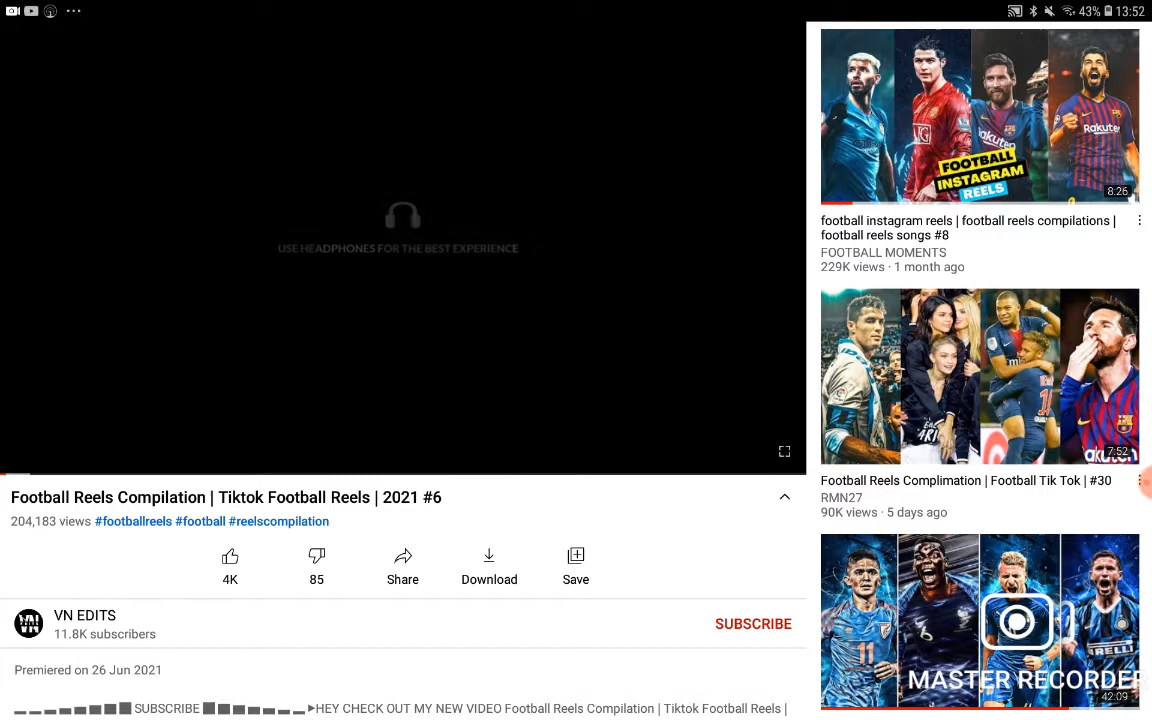 43% 13:52
USE HEADPHONES FOR THE BEST EXPERIENCE
Football Reels Compilation | Tiktok Football Reels | 2021 #6
204,183 views #footballreels #football #reelscompilation
4K
85
Share
Download
Save
VN EDITS
11.8K subscribers
SUBSCRIBE
Premiered on 26 Jun 2021
SUBSCRIBE ►HEY CHECK OUT MY NEW VIDEO Football Reels Compilation | Tiktok Football Reels |
Rakuten
FOOTBALL
INSTAGRAM
REELS
8:26
football instagram reels | football reels compilations |
football reels songs #8
FOOTBALL MOMENTS
229K views · 1 month ago
7:52
Football Reels Complimation | Football Tik Tok | #30
RMN27
90K views · 5 days ago
11
6
IRELLI
MASTER RECORDER
42:09